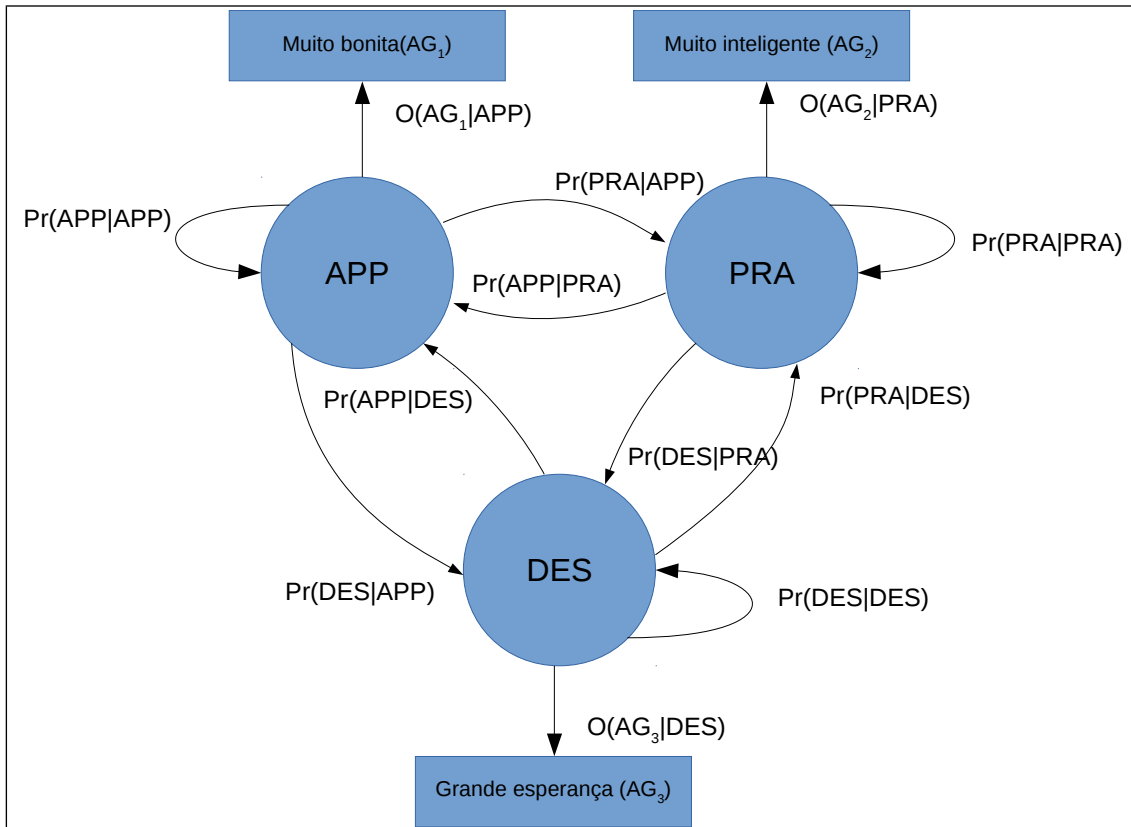 Muito bonita(AG₁)
Muito inteligente (AG₂)
O(AG₁|APP)
O(AG₂|PRA)
Pr(PRA|APP)
Pr(APP|APP)
Pr(PRA|PRA)
APP
PRA
Pr(APP|PRA)
Pr(APP|DES)
Pr(PRA|DES)
Pr(DES|PRA)
DES
Pr(DES|APP)
Pr(DES|DES)
O(AG₃|DES)
Grande esperança (AG₃)